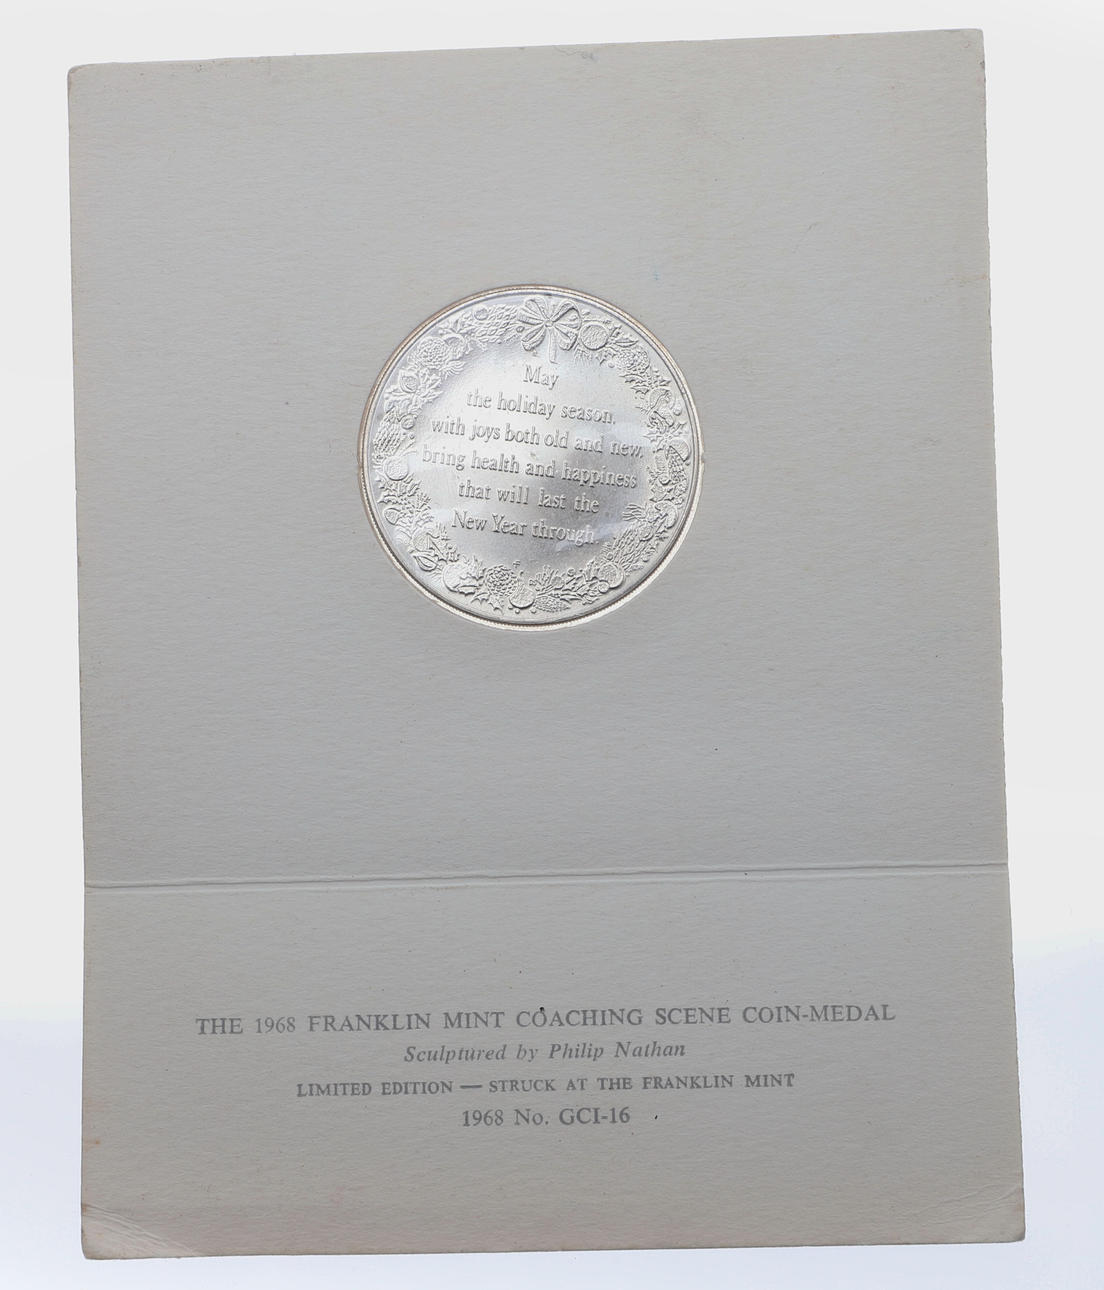 May
the holiday season,
with joys both old and new,
bring health and happiness
that will last the
New Year through.
THE 1968 FRANKLIN MINT COACHING SCENE COIN-MEDAL
Sculptured by Philip Nathan
LIMITED EDITION — STRUCK AT THE FRANKLIN MINT
1968 No. GCI-16